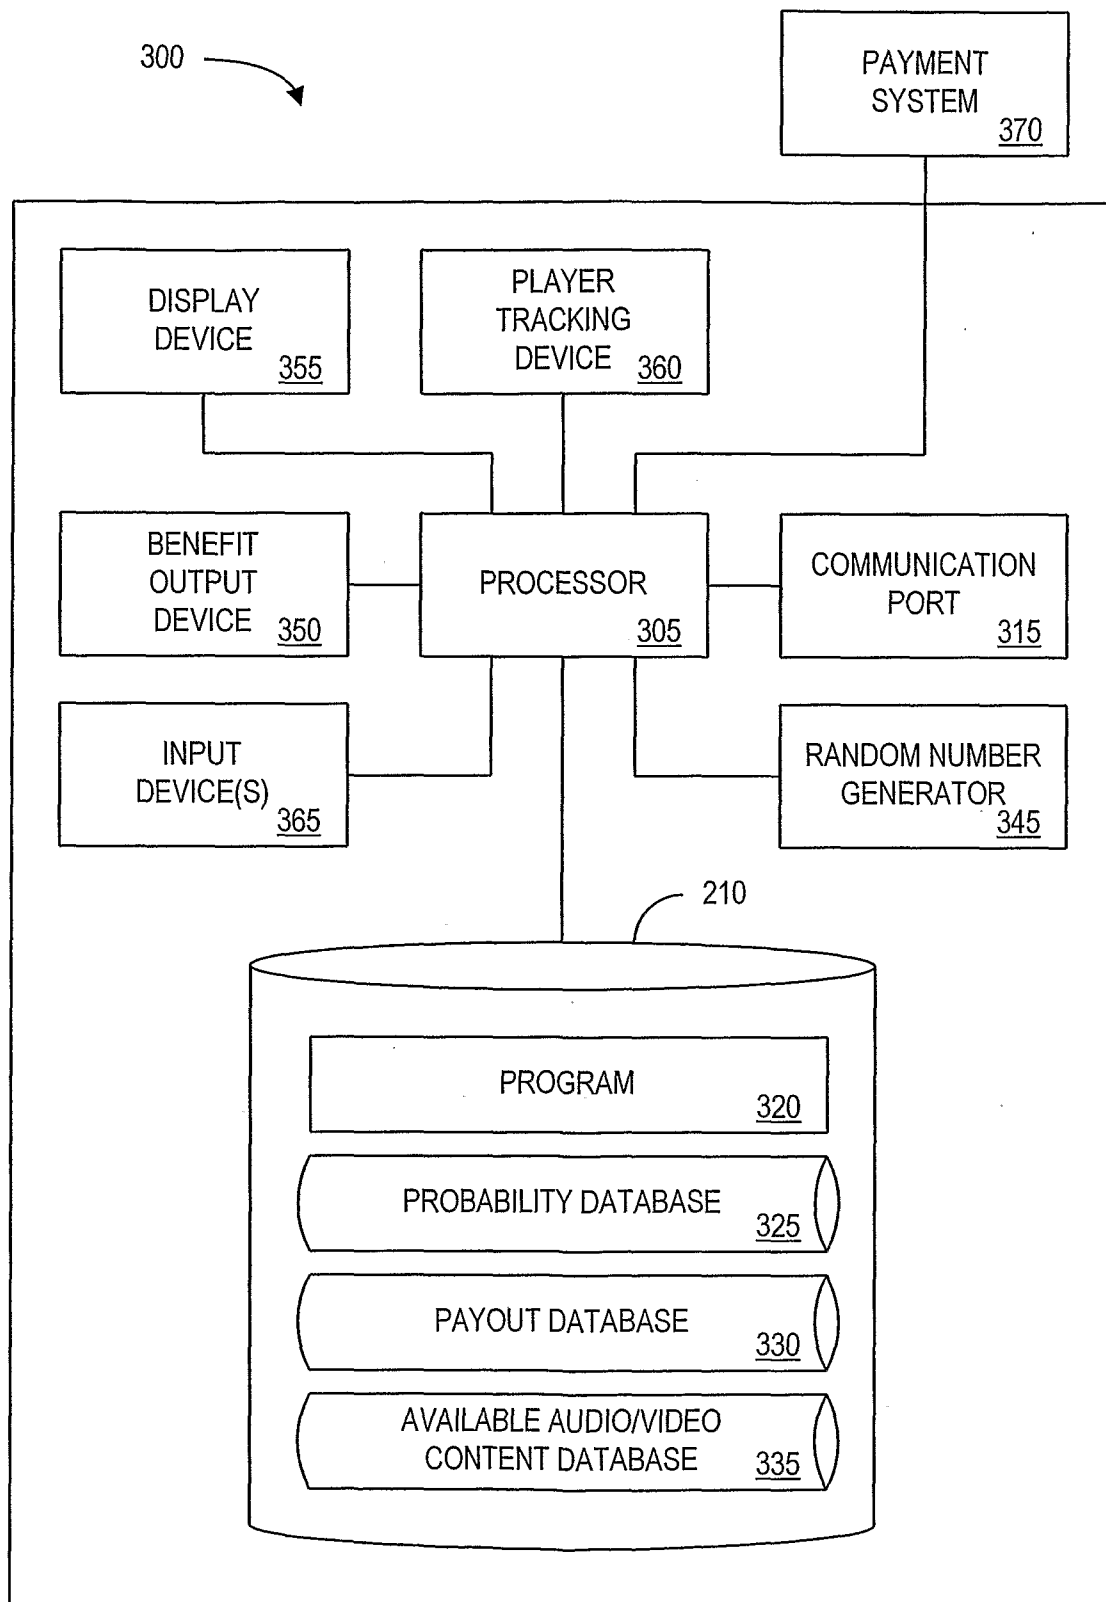 300
PAYMENT
SYSTEM
370
DISPLAY
DEVICE
355
PLAYER
TRACKING
DEVICE
360
BENEFIT
OUTPUT
DEVICE
350
PROCESSOR
305
COMMUNICATION
PORT
315
INPUT
DEVICE(S)
365
RANDOM NUMBER
GENERATOR
345
210
PROGRAM
320
PROBABILITY DATABASE
325
PAYOUT DATABASE
330
AVAILABLE AUDIO/VIDEO
CONTENT DATABASE
335